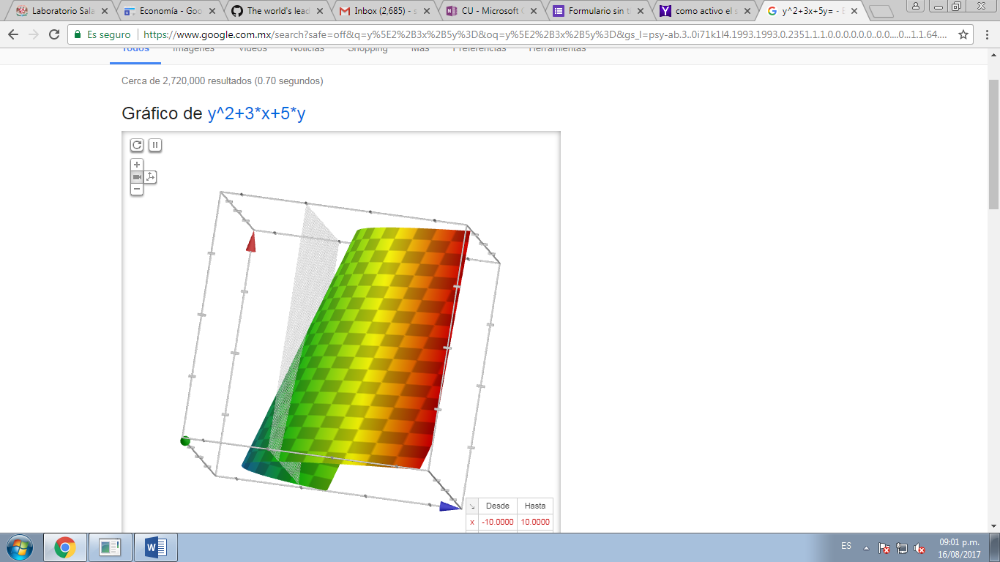 Laboratorio Sala
Economía - Goo
The world's lead
Inbox (2,685) - s
CU - Microsoft O
Formulario sin t
como activo el s
y^2+3x+5y= - B
Es seguro
https://www.google.com.mx/search?safe=off&q=y%5E2%2B3x%2B5y%3D&oq=y%5E2%2B3x%2B5y%3D&gs_l=psy-ab.3..0i71k1l4.1993.1993.0.2351.1.1.0.0.0.0.0.0..0.0....0...1.1.64....
Todos
Imágenes
Videos
Noticias
Shopping
Más
Preferencias
Herramientas
Cerca de 2,720,000 resultados (0.70 segundos)
Gráfico de y^2+3*x+5*y
Desde Hasta
x -10.0000 10.0000
ES
09:01 p.m.
16/08/2017